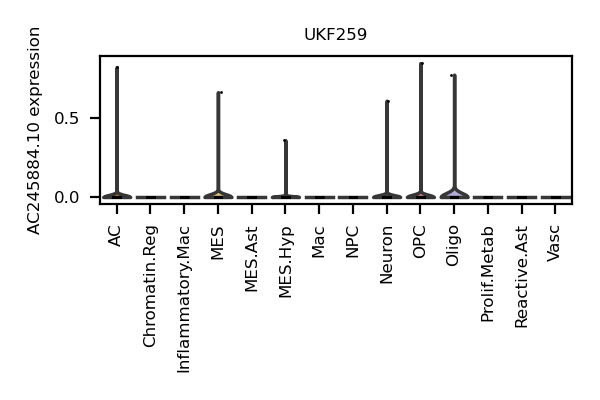 UKF259
AC245884.10 expression
0.5
0.0
AC
Chromatin.Reg
Inflammatory.Mac
MES
MES.Ast
MES.Hyp
Mac
NPC
Neuron
OPC
Oligo
Prolif.Metab
Reactive.Ast
Vasc